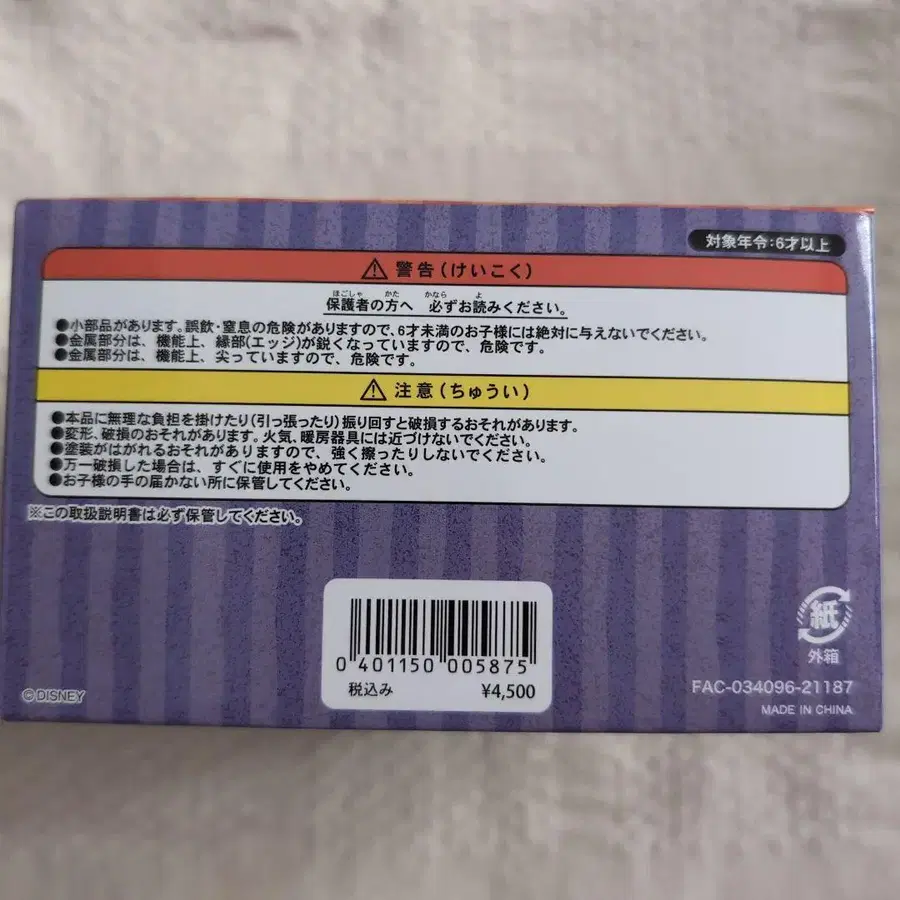 対象年令:6才以上
⚠ 警告(けいこく)
ほごしゃ かた かなら よ
保護者の方へ 必ずお読みください。
●小部品があります。誤飲・窒息の危険がありますので、6才未満のお子様には絶対に与えないでください。
●金属部分は、機能上、縁部(エッジ)が鋭くなっていますので、危険です。
●金属部分は、機能上、尖っていますので、危険です。
⚠ 注意(ちゅうい)
●本品に無理な負担を掛けたり(引っ張ったり)振り回すと破損するおそれがあります。
●変形、破損のおそれがあります。火気、暖房器具には近づけないでください。
●塗装がはがれるおそれがありますので、強く擦ったりしないでください。
●万一破損した場合は、すぐに使用をやめてください。
●お子様の手の届かない所に保管してください。
※この取扱説明書は必ず保管してください。
0 401150 005875
税込み ¥4,500
紙
外箱
©DISNEY
FAC-034096-21187
MADE IN CHINA